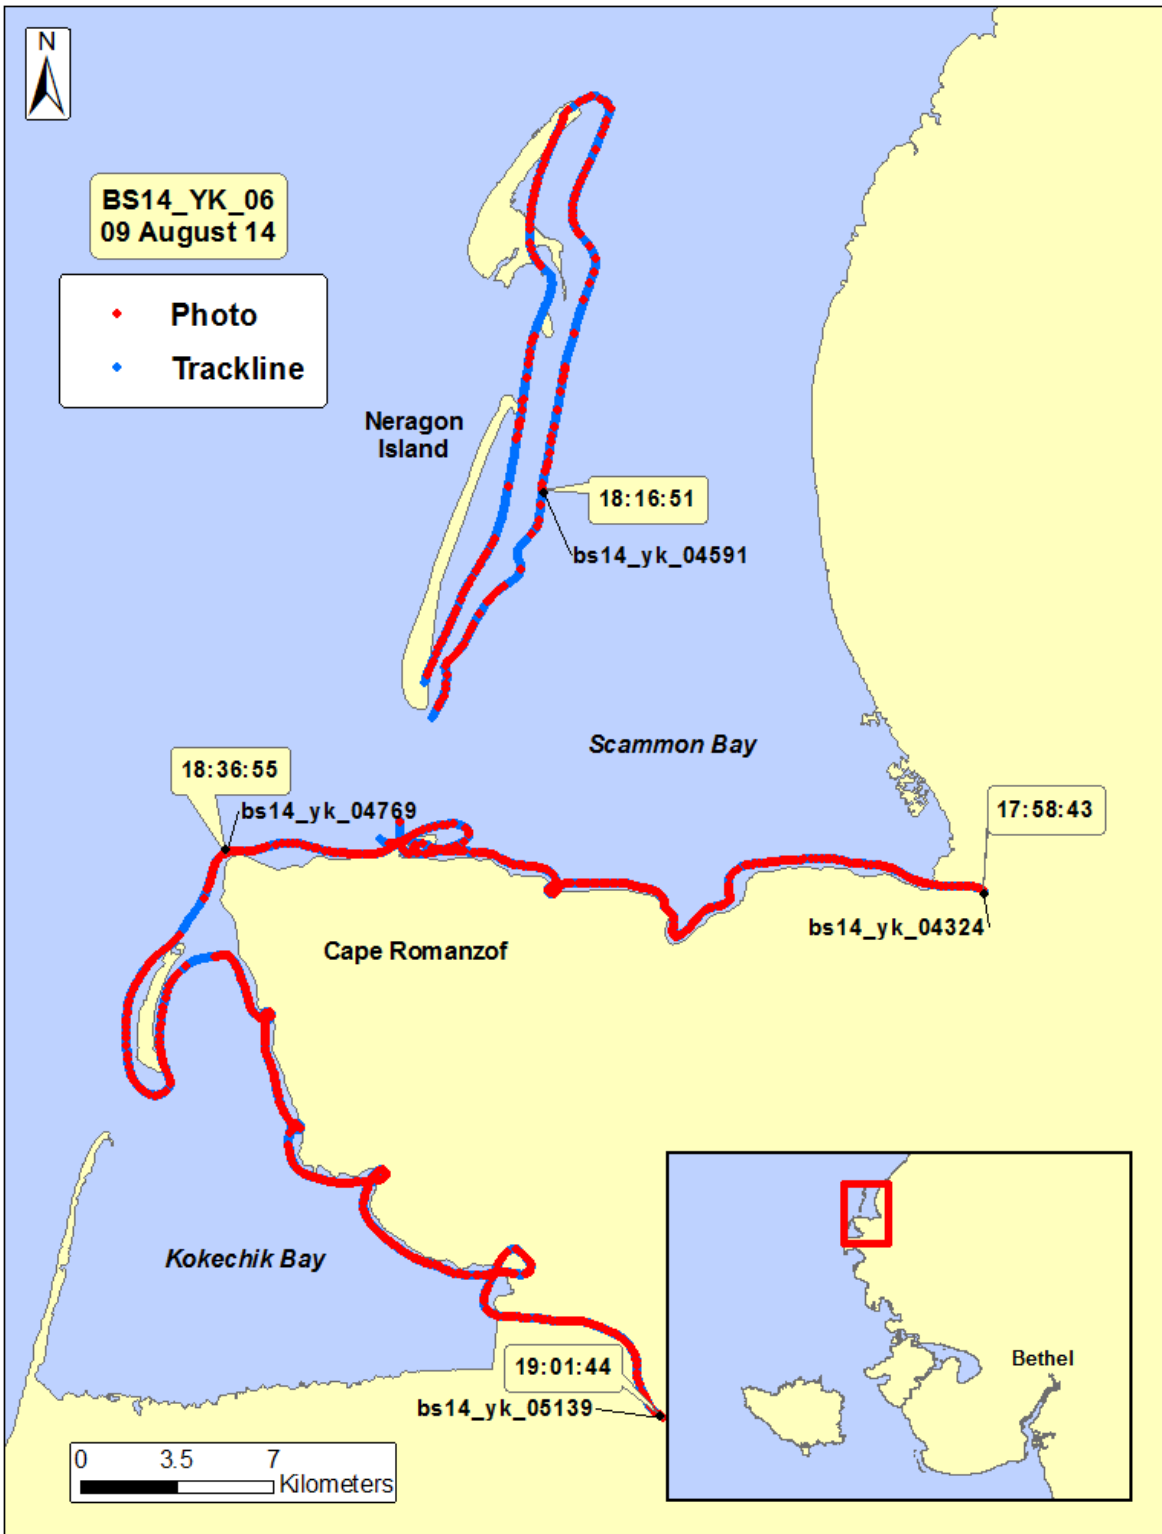 N
BS14_YK_06
09 August 14
Photo
Trackline
Neragon
Island
18:16:51
bs14_yk_04591
Scammon Bay
18:36:55
bs14_yk_04769
17:58:43
bs14_yk_04324
Cape Romanzof
Kokechik Bay
19:01:44
bs14_yk_05139
Bethel
0 3.5 7
Kilometers